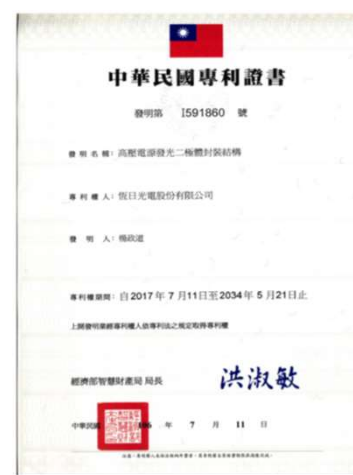 中華民國專利證書
發明第 I591860 號
發明名稱：高壓電源發光二極體封裝結構
專利權人：恆日光電股份有限公司
發明人：楊政道
專利權期間：自2017年7月11日至2034年5月21日止
上開發明業經專利權人依專利法之規定取得專利權
經濟部智慧財產局 局長 洪淑敏
中華民國 106 年 7 月 11 日